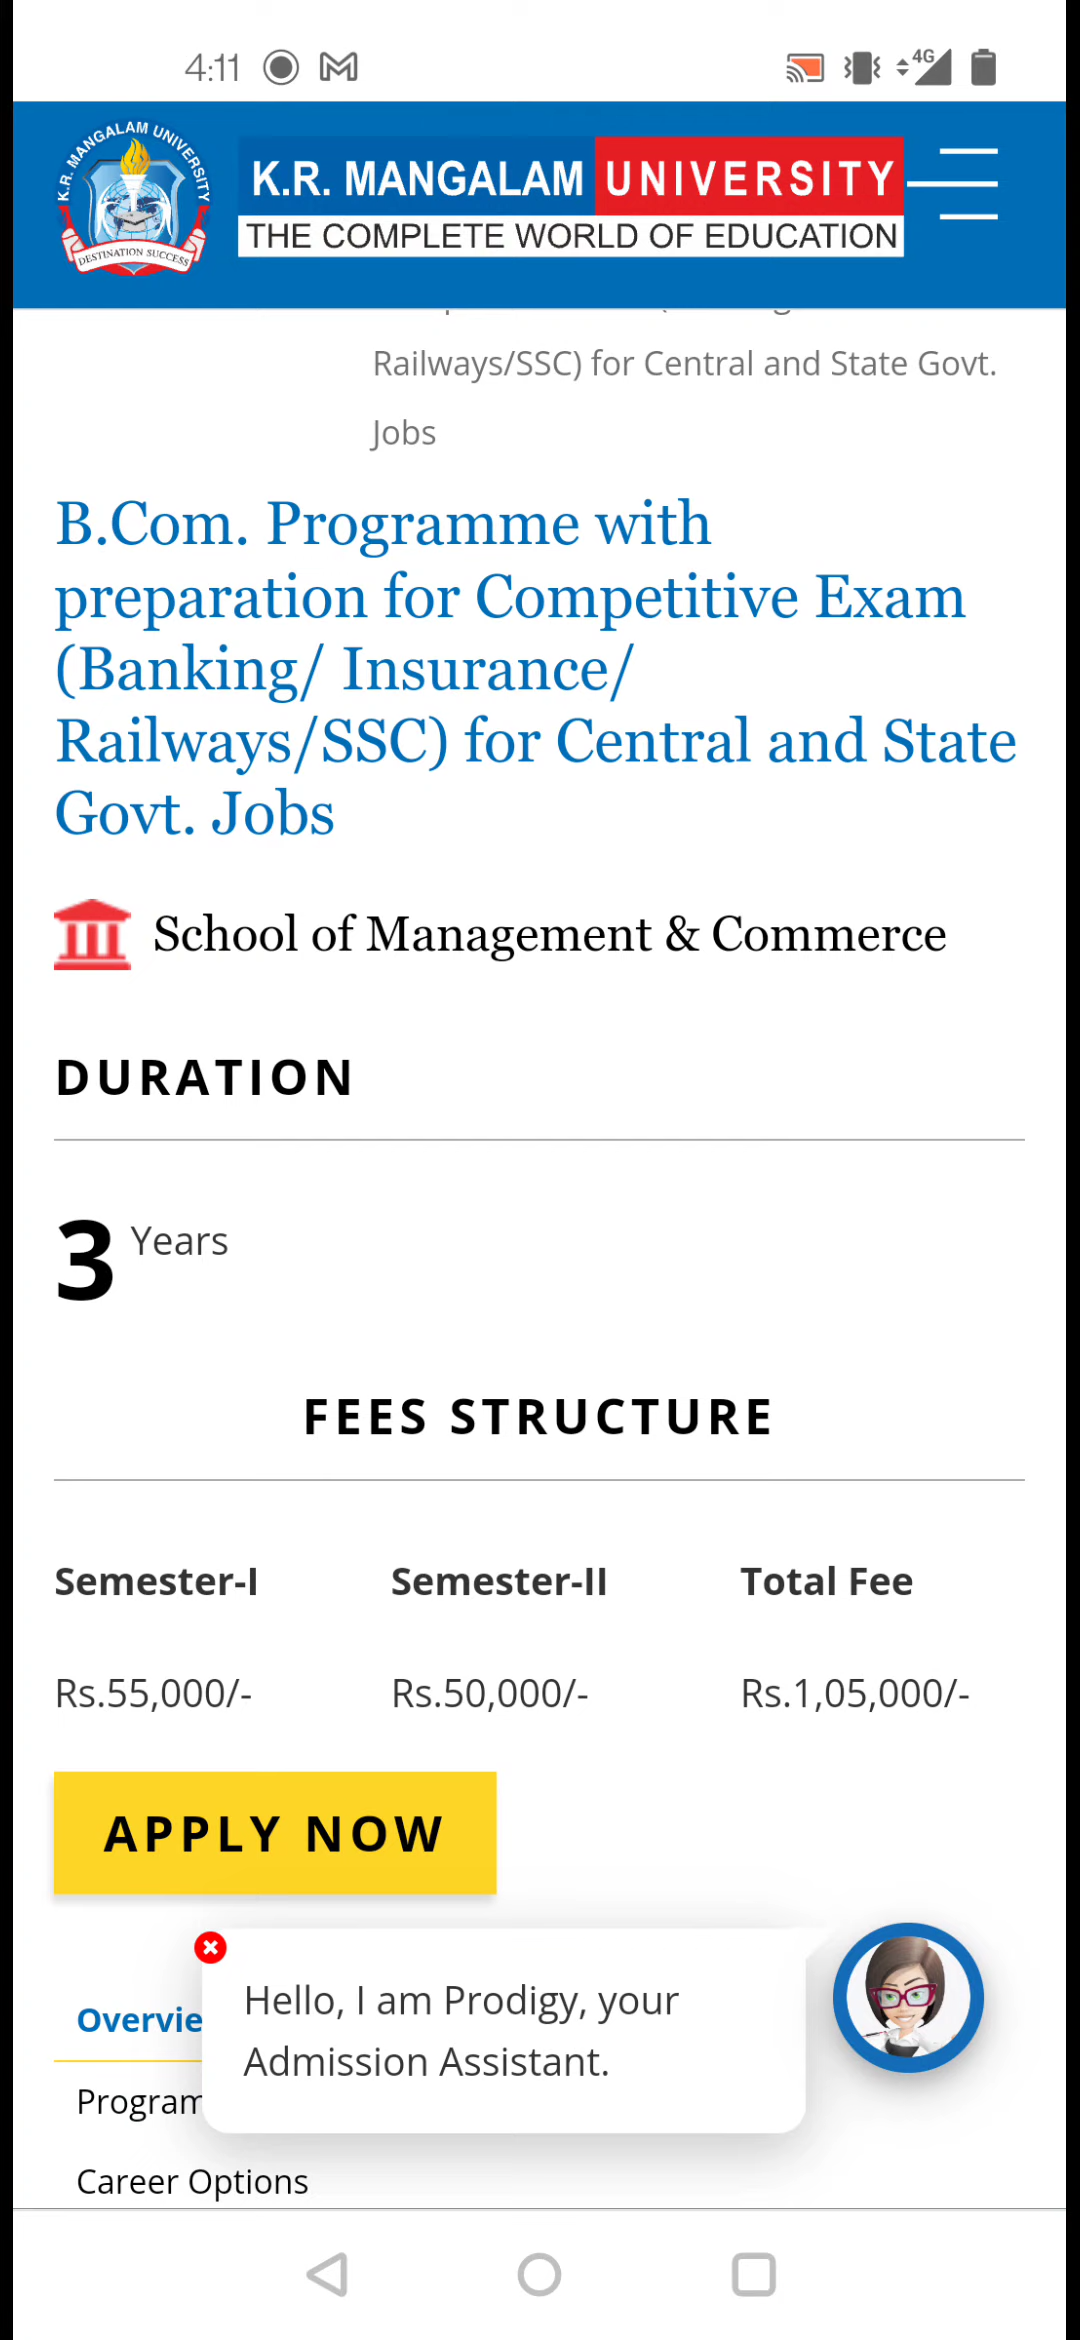 4:11
4G
K.R. MANGALAM UNIVERSITY
DESTINATION SUCCESS
K.R. MANGALAM UNIVERSITY
THE COMPLETE WORLD OF EDUCATION
Railways/SSC) for Central and State Govt.
Jobs
B.Com. Programme with
preparation for Competitive Exam
(Banking/ Insurance/
Railways/SSC) for Central and State
Govt. Jobs
School of Management & Commerce
DURATION
3 Years
FEES STRUCTURE
Semester-I Semester-II Total Fee
Rs.55,000/- Rs.50,000/- Rs.1,05,000/-
APPLY NOW
Hello, I am Prodigy, your
Admission Assistant.
Overvie
Program
Career Options